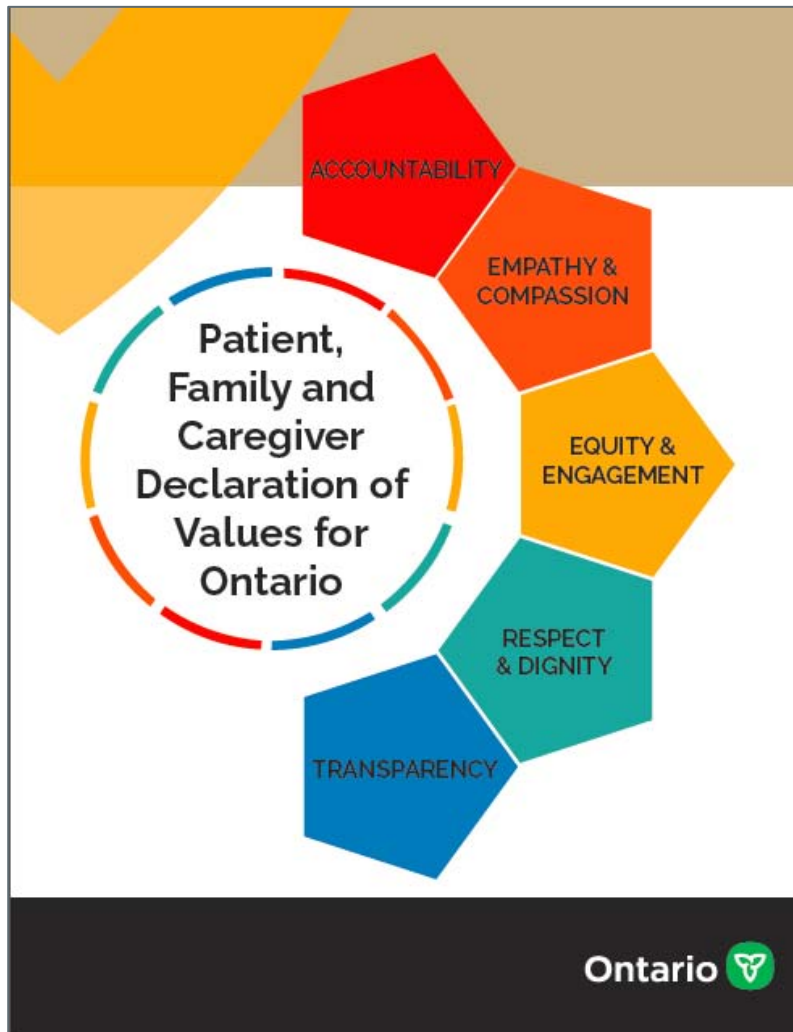 ACCOUNTABILITY
EMPATHY &
COMPASSION
Patient,
Family and
Caregiver
Declaration of
Values for
Ontario
EQUITY &
ENGAGEMENT
RESPECT
& DIGNITY
TRANSPARENCY
Ontario